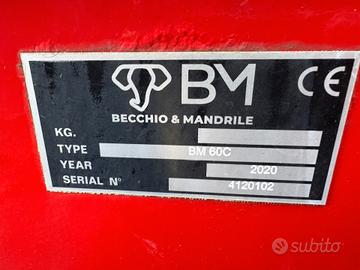 BM
CE
BECCHIO & MANDRILE
KG.
TYPE BM 60C
YEAR 2020
SERIAL N° 4120102
subito